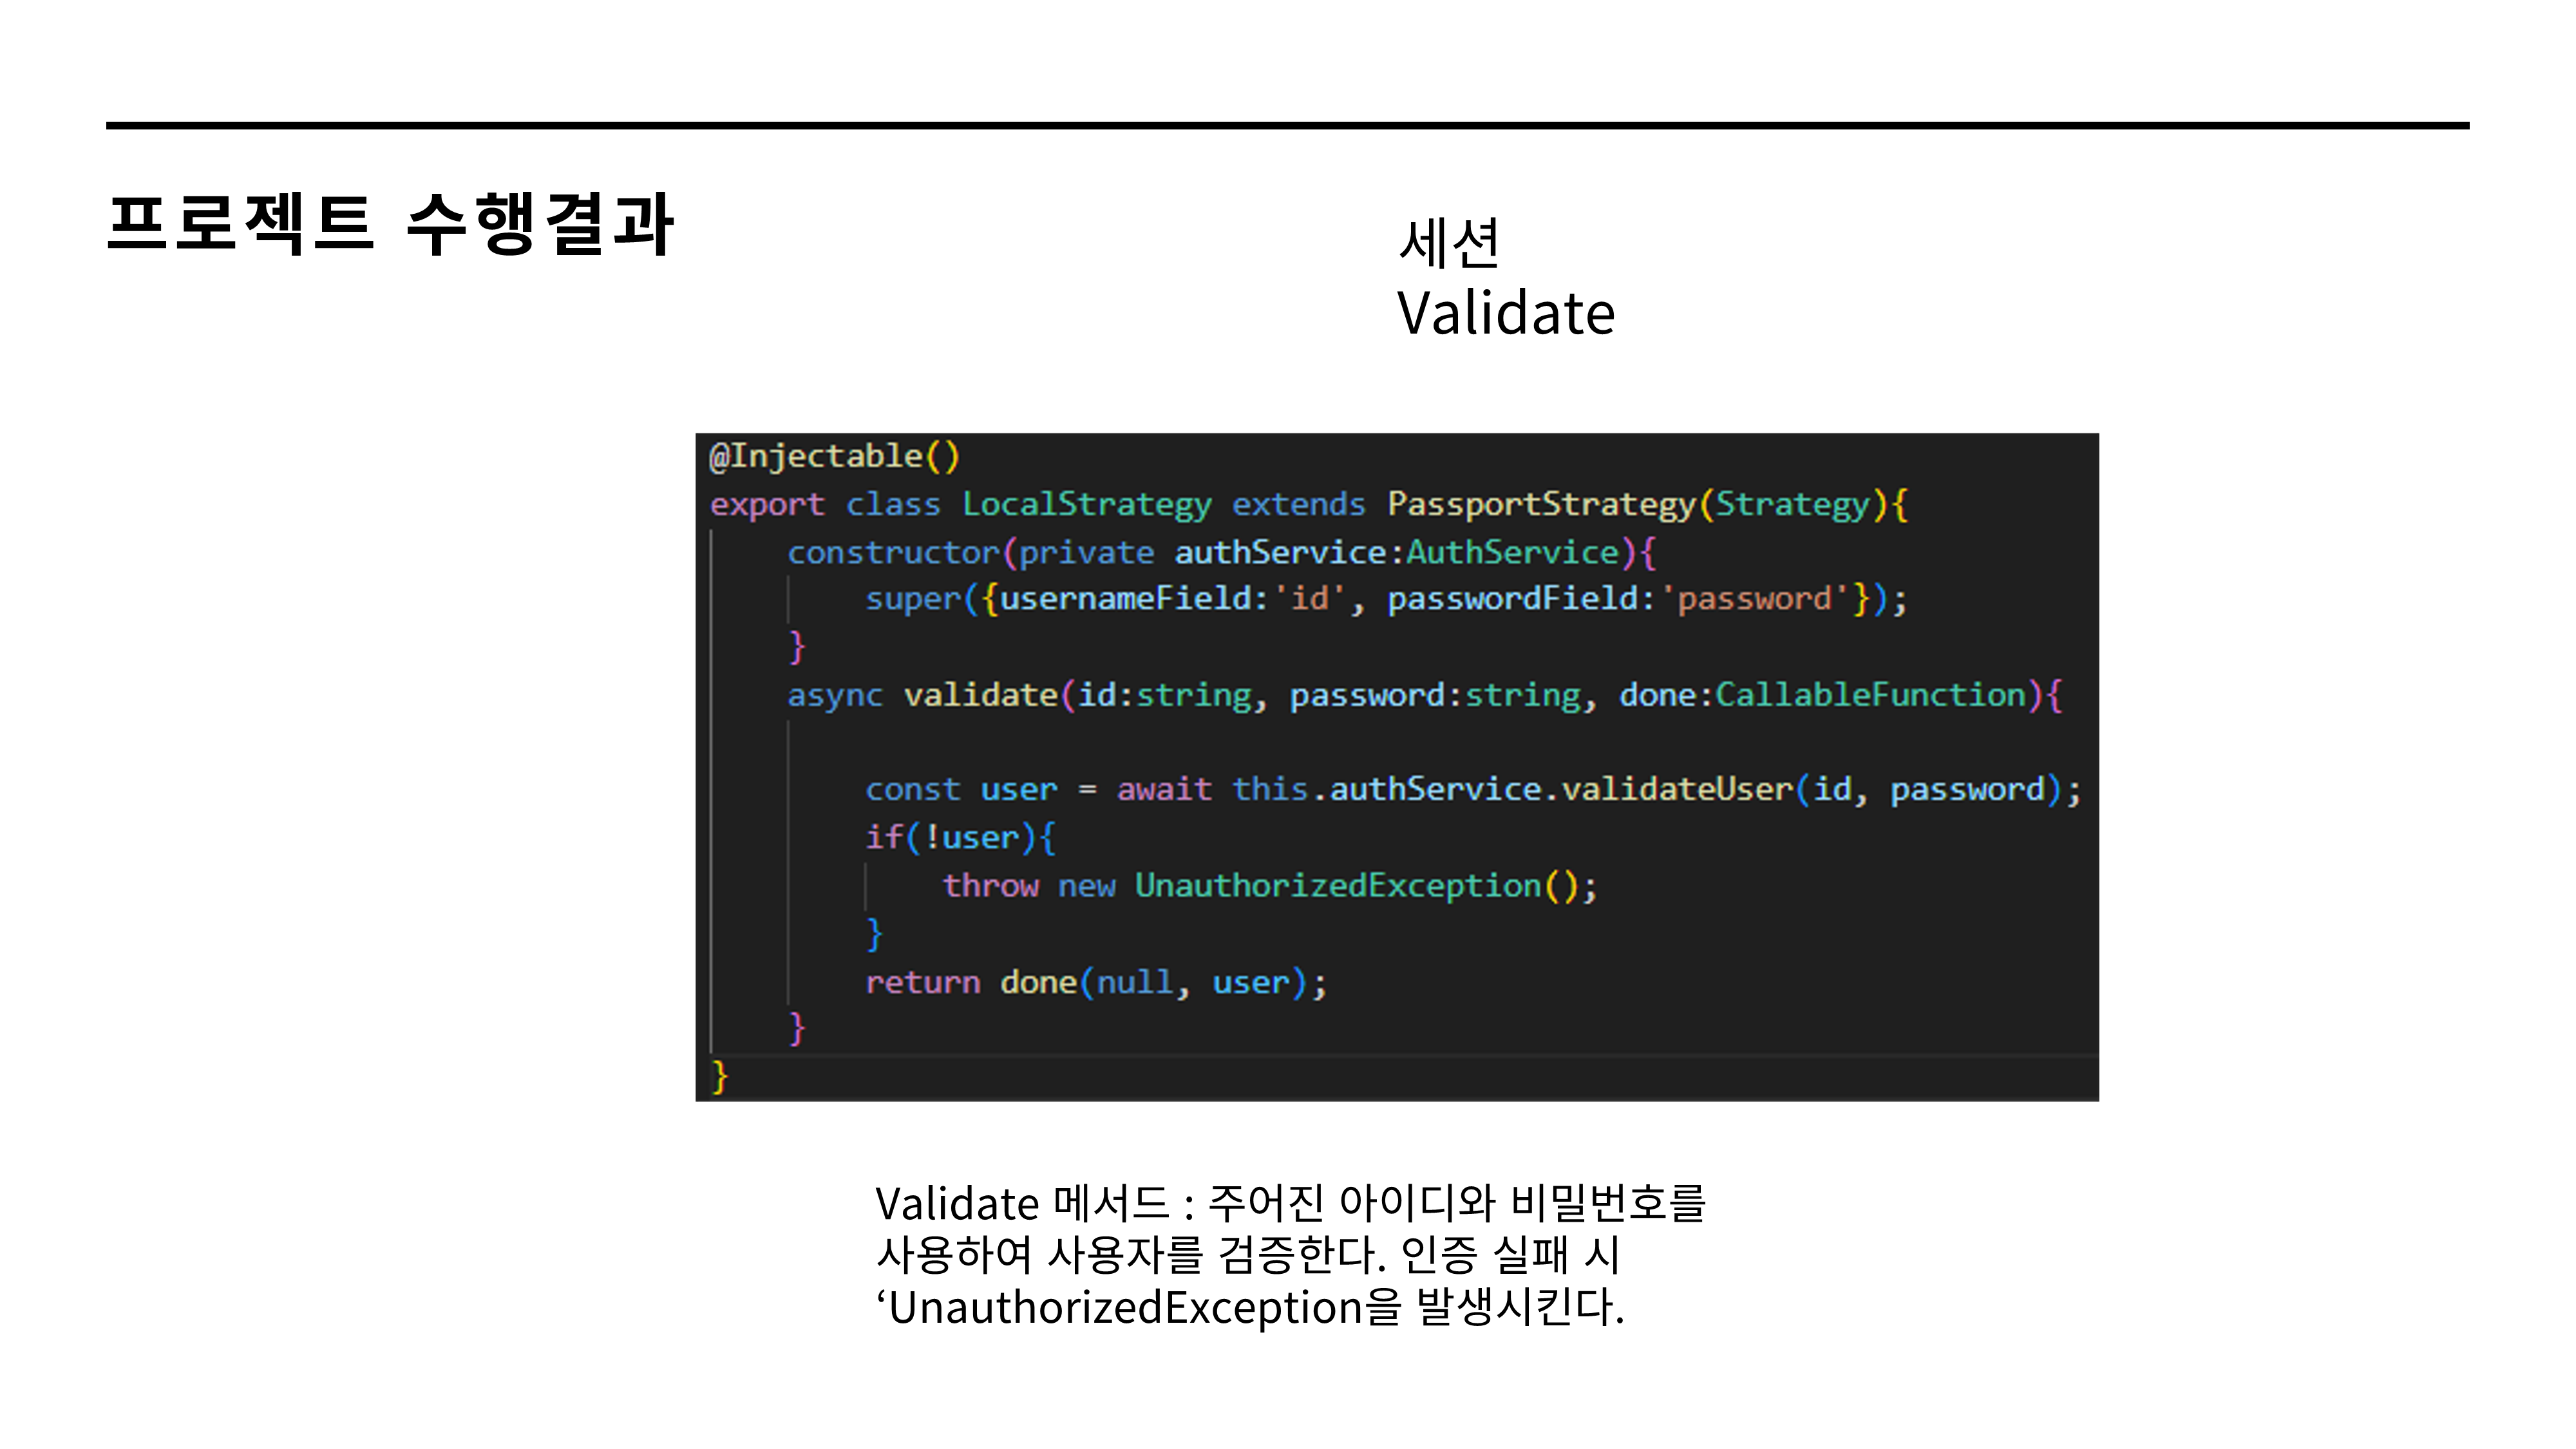 프로젝트 수행결과
세션
Validate
@Injectable()
export class LocalStrategy extends PassportStrategy(Strategy){
    constructor(private authService:AuthService){
        super({usernameField:'id', passwordField:'password'});
    }
    async validate(id:string, password:string, done:CallableFunction){
        const user = await this.authService.validateUser(id, password);
        if(!user){
            throw new UnauthorizedException();
        }
        return done(null, user);
    }
}
Validate 메서드 : 주어진 아이디와 비밀번호를
사용하여 사용자를 검증한다. 인증 실패 시
‘UnauthorizedException을 발생시킨다.